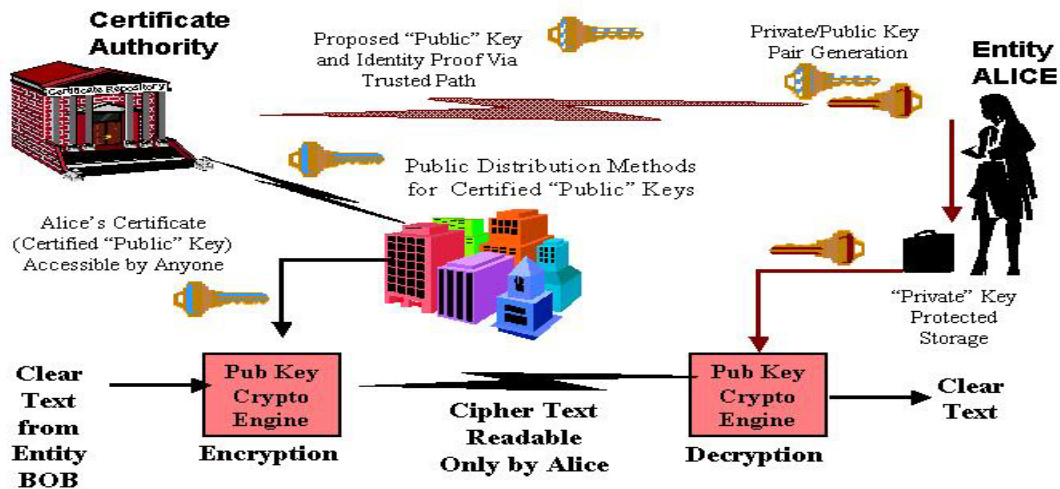 Certificate
Authority
Certificate Repository
Proposed “Public” Key
and Identity Proof Via
Trusted Path
Private/Public Key
Pair Generation
Entity
ALICE
Public Distribution Methods
for Certified “Public” Keys
Alice’s Certificate
(Certified “Public” Key)
Accessible by Anyone
“Private” Key
Protected
Storage
Clear
Text
from
Entity
BOB
Pub Key
Crypto
Engine
Encryption
Cipher Text
Readable
Only by Alice
Pub Key
Crypto
Engine
Decryption
Clear
Text